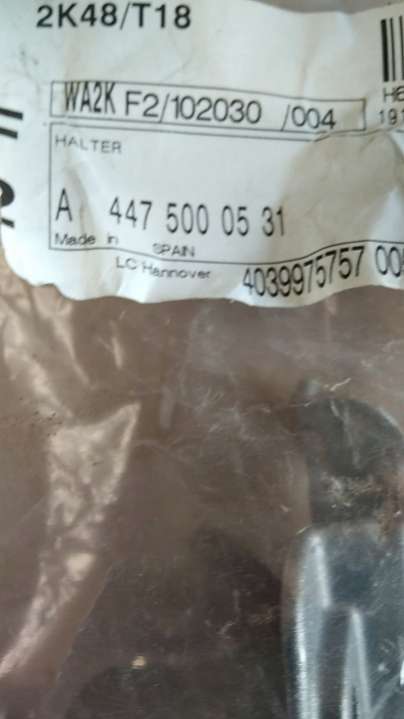 2K48/T18
WA2K F2/102030 /004
HALTER
A 447 500 05 31
Made in SPAIN
LC Hannover 4039975757